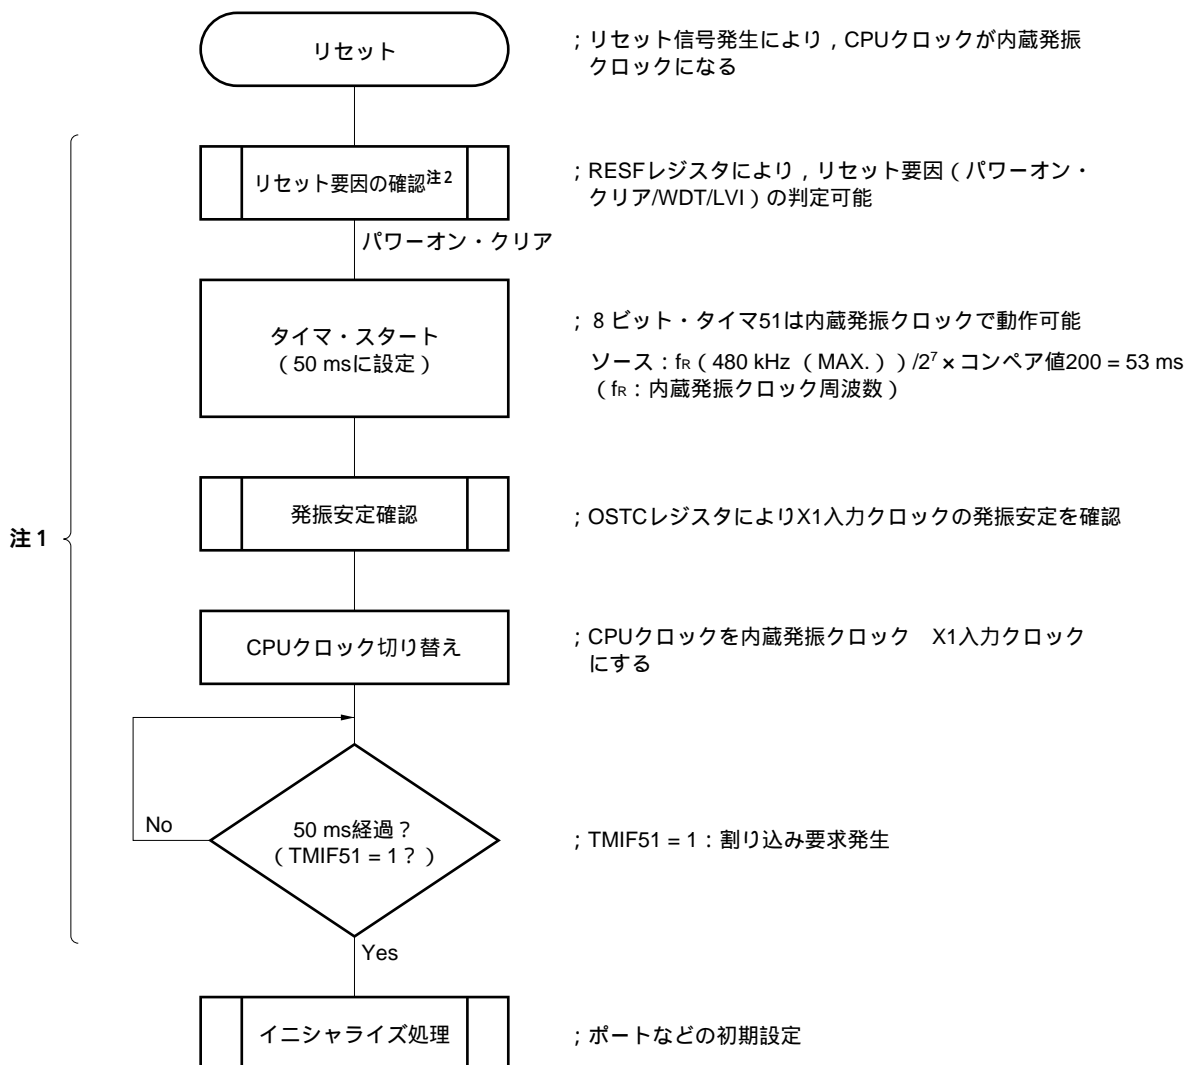 リセット
；リセット信号発生により，CPUクロックが内蔵発振
クロックになる
リセット要因の確認注2
；RESFレジスタにより，リセット要因（パワーオン・
クリア/WDT/LVI）の判定可能
パワーオン・クリア
タイマ・スタート
（50 msに設定）
；8ビット・タイマ51は内蔵発振クロックで動作可能
ソース：fR（480 kHz（MAX.））/2⁷×コンペア値200 = 53 ms
（fR：内蔵発振クロック周波数）
注1
発振安定確認
；OSTCレジスタによりX1入力クロックの発振安定を確認
CPUクロック切り替え
；CPUクロックを内蔵発振クロック　X1入力クロック
にする
No
50 ms経過？
（TMIF51 = 1？）
；TMIF51 = 1：割り込み要求発生
Yes
イニシャライズ処理
；ポートなどの初期設定